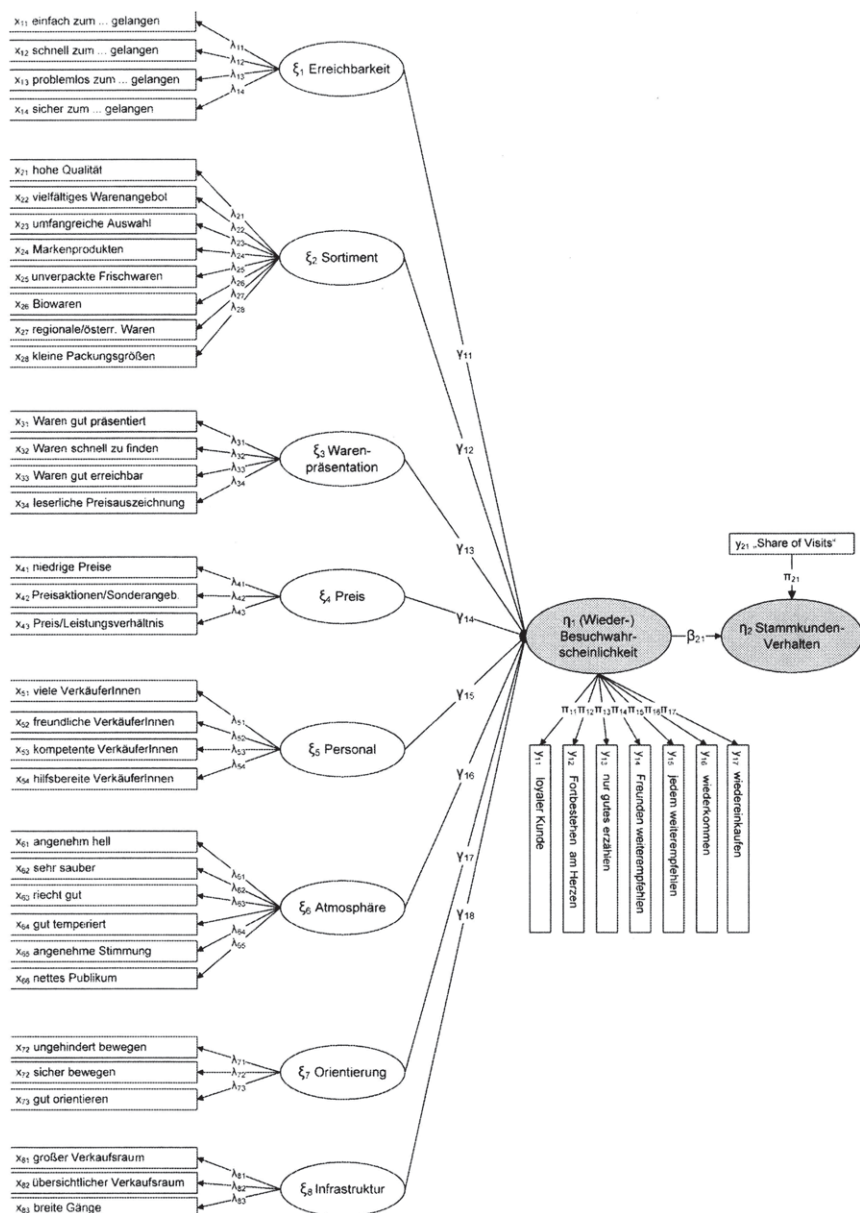 x11 einfach zum ... gelangen
x12 schnell zum ... gelangen
x13 problemlos zum ... gelangen
x14 sicher zum ... gelangen
λ11
λ12
λ13
λ14
ξ1 Erreichbarkeit
x21 hohe Qualität
x22 vielfältiges Warenangebot
x23 umfangreiche Auswahl
x24 Markenprodukten
x25 unverpackte Frischwaren
x26 Biowaren
x27 regionale/österr. Waren
x28 kleine Packungsgrößen
λ21
λ22
λ23
λ24
λ25
λ26
λ27
λ28
ξ2 Sortiment
x31 Waren gut präsentiert
x32 Waren schnell zu finden
x33 Waren gut erreichbar
x34 leserliche Preisauszeichnung
λ31
λ32
λ33
λ34
ξ3 Waren-
präsentation
x41 niedrige Preise
x42 Preisaktionen/Sonderangeb.
x43 Preis/Leistungsverhältnis
λ41
λ42
λ43
ξ4 Preis
x51 viele VerkäuferInnen
x52 freundliche VerkäuferInnen
x53 kompetente VerkäuferInnen
x54 hilfsbereite VerkäuferInnen
λ51
λ52
λ53
λ54
ξ5 Personal
x61 angenehm hell
x62 sehr sauber
x63 riecht gut
x64 gut temperiert
x65 angenehme Stimmung
x66 nettes Publikum
λ61
λ62
λ63
λ64
λ65
ξ6 Atmosphäre
x72 ungehindert bewegen
x72 sicher bewegen
x73 gut orientieren
λ71
λ72
λ73
ξ7 Orientierung
x81 großer Verkaufsraum
x82 übersichtlicher Verkaufsraum
x83 breite Gänge
λ81
λ82
λ83
ξ8 Infrastruktur
γ11
γ12
γ13
γ14
γ15
γ16
γ17
γ18
η1 (Wieder-)
Besuchwahr-
scheinlichkeit
β21
y21 „Share of Visits“
π21
η2 Stammkunden-
Verhalten
π11 π12 π13 π14 π15 π16 π17
y11 loyaler Kunde
y12 Fortbestehen am Herzen
y13 nur gutes erzählen
y14 Freunden weiterempfehlen
y15 jedem weiterempfehlen
y16 wiederkommen
y17 wiedereinkaufen